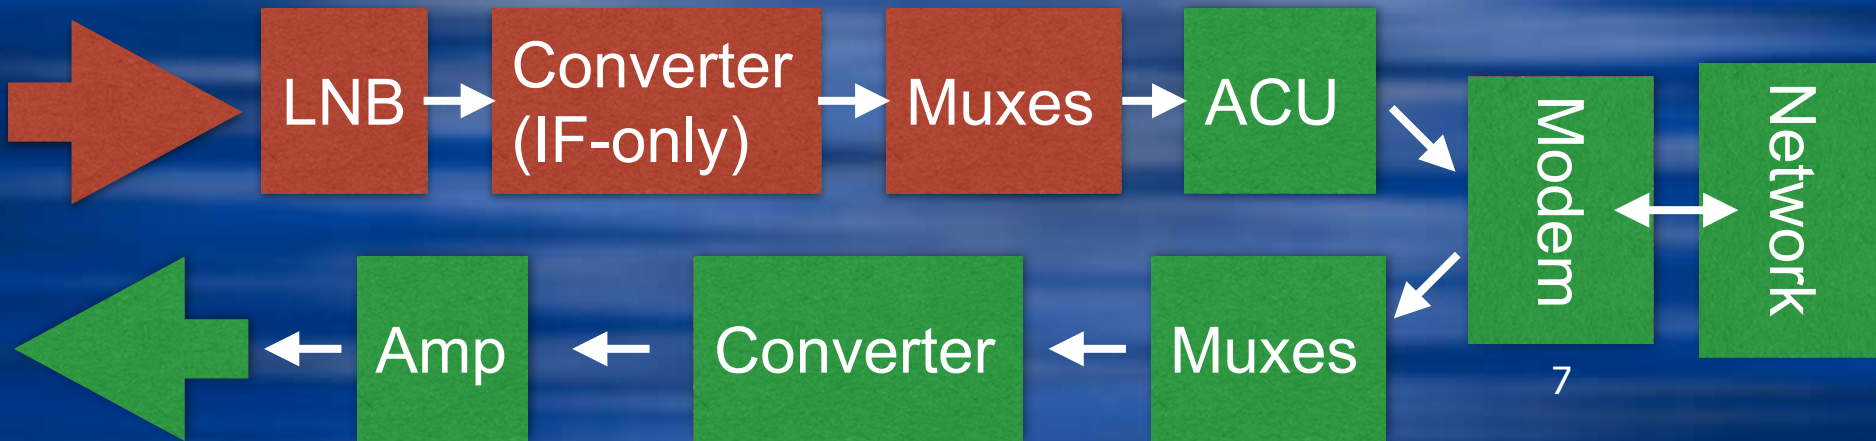 LNB
Converter
(IF-only)
Muxes
ACU
Modem
Network
Amp
Converter
Muxes
7